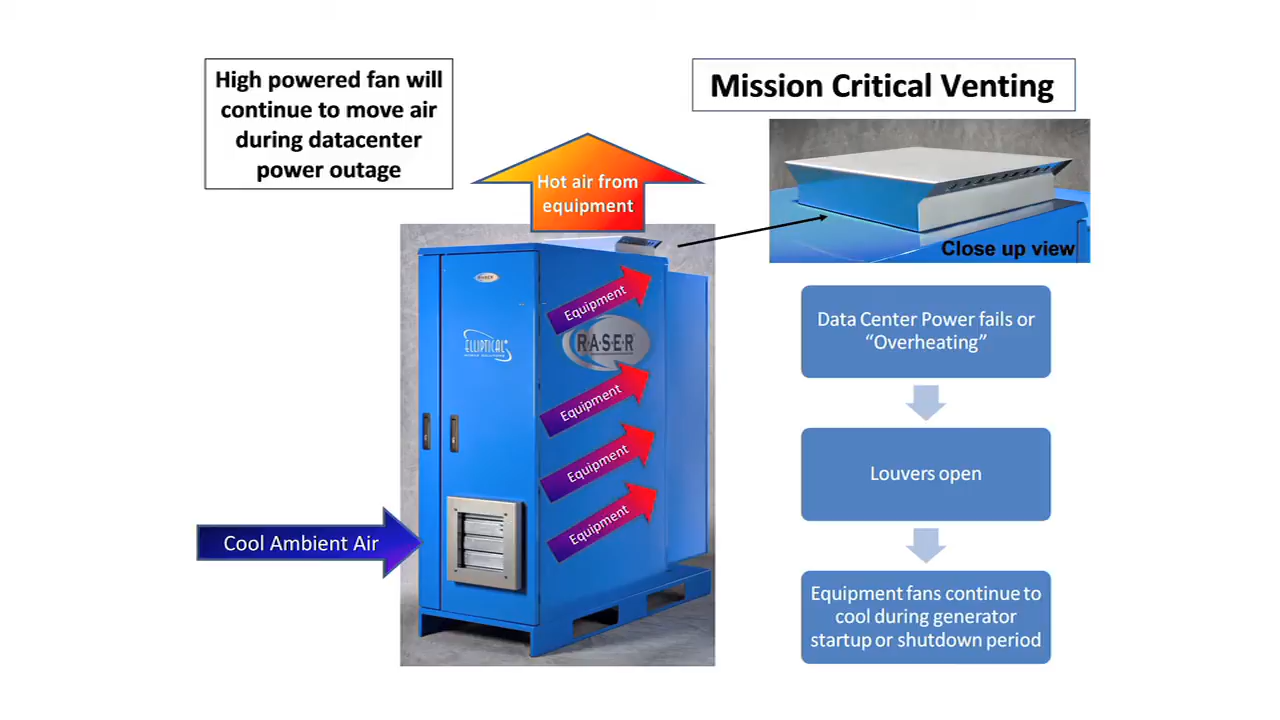 High powered fan will
continue to move air
during datacenter
power outage
Mission Critical Venting
Hot air from
equipment
Close up view
RASER
ELLIPTICAL
R·A·S·E·R
Equipment
Equipment
Equipment
Equipment
Cool Ambient Air
Data Center Power fails or
“Overheating”
Louvers open
Equipment fans continue to
cool during generator
startup or shutdown period